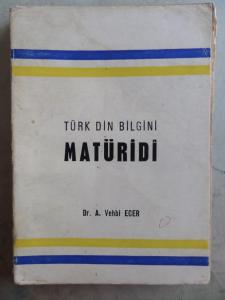 TÜRK DİN BİLGİNİ
MATÜRİDİ
Dr. A. Vehbi ECER